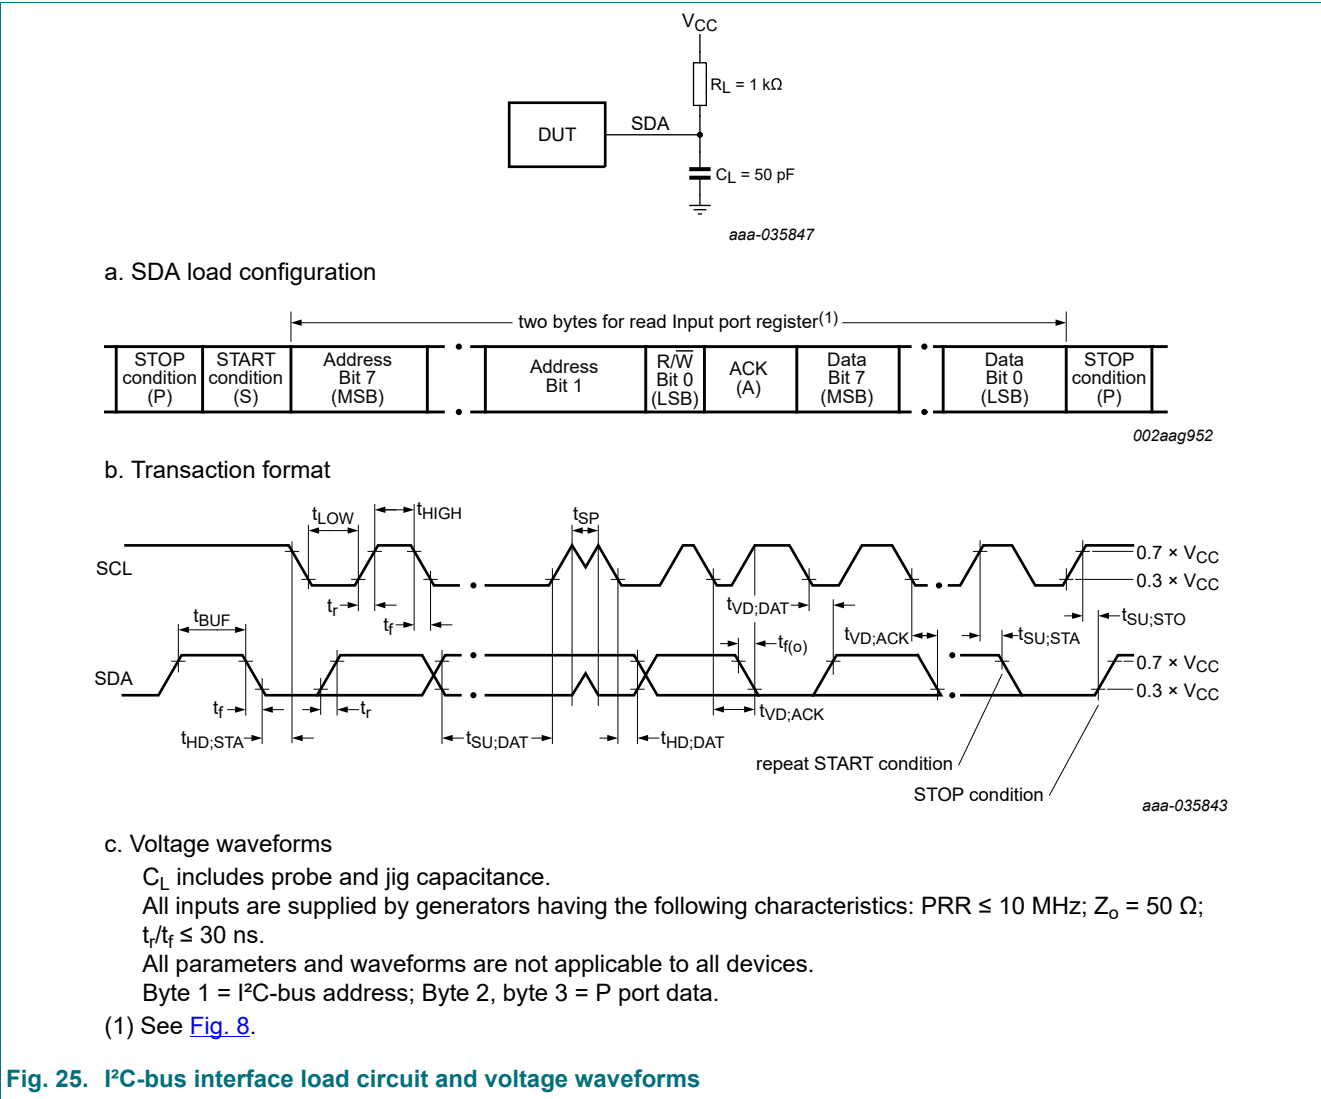 VCC
RL = 1 kΩ
DUT
SDA
CL = 50 pF
aaa-035847
a. SDA load configuration
two bytes for read Input port register(1)
STOP condition (P)
START condition (S)
Address Bit 7 (MSB)
Address Bit 1
R/W̅ Bit 0 (LSB)
ACK (A)
Data Bit 7 (MSB)
Data Bit 0 (LSB)
STOP condition (P)
002aag952
b. Transaction format
tLOW
tHIGH
tSP
SCL
0.7 × VCC
0.3 × VCC
tr
tf
tVD;DAT
tSU;STO
tBUF
tf(o)
tVD;ACK
tSU;STA
SDA
0.7 × VCC
0.3 × VCC
tf
tr
tVD;ACK
tHD;STA
tSU;DAT
tHD;DAT
repeat START condition
STOP condition
aaa-035843
c. Voltage waveforms
CL includes probe and jig capacitance.
All inputs are supplied by generators having the following characteristics: PRR ≤ 10 MHz; Zo = 50 Ω;
tr/tf ≤ 30 ns.
All parameters and waveforms are not applicable to all devices.
Byte 1 = I²C-bus address; Byte 2, byte 3 = P port data.
(1) See Fig. 8.
Fig. 25. I²C-bus interface load circuit and voltage waveforms